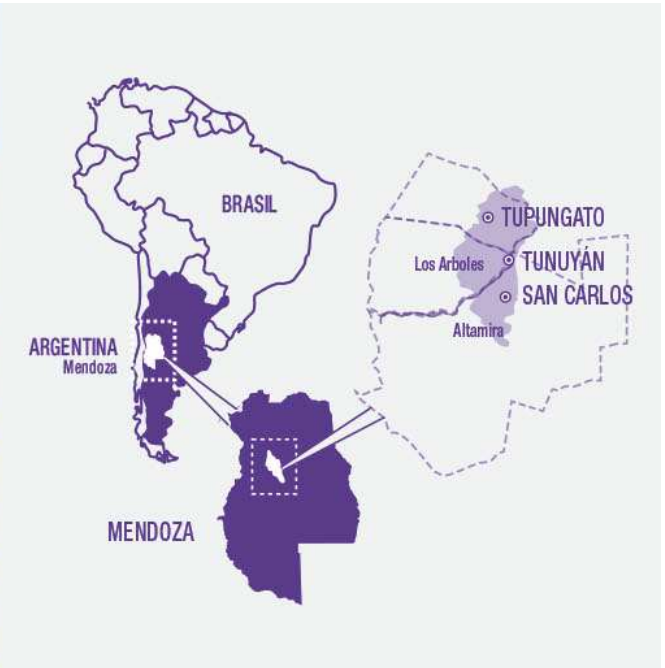 BRASIL
TUPUNGATO
Los Arboles
TUNUYÁN
SAN CARLOS
Altamira
ARGENTINA
Mendoza
MENDOZA